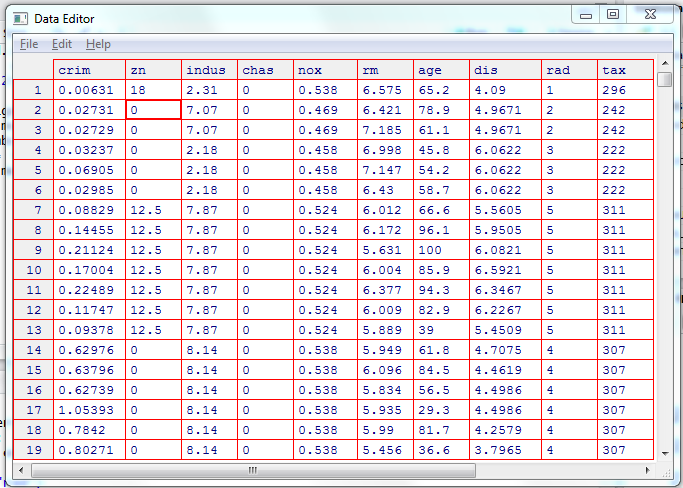 Data Editor
File Edit Help
crim zn indus chas nox rm age dis rad tax
1 0.00631 18 2.31 0 0.538 6.575 65.2 4.09 1 296
2 0.02731 0 7.07 0 0.469 6.421 78.9 4.9671 2 242
3 0.02729 0 7.07 0 0.469 7.185 61.1 4.9671 2 242
4 0.03237 0 2.18 0 0.458 6.998 45.8 6.0622 3 222
5 0.06905 0 2.18 0 0.458 7.147 54.2 6.0622 3 222
6 0.02985 0 2.18 0 0.458 6.43 58.7 6.0622 3 222
7 0.08829 12.5 7.87 0 0.524 6.012 66.6 5.5605 5 311
8 0.14455 12.5 7.87 0 0.524 6.172 96.1 5.9505 5 311
9 0.21124 12.5 7.87 0 0.524 5.631 100 6.0821 5 311
10 0.17004 12.5 7.87 0 0.524 6.004 85.9 6.5921 5 311
11 0.22489 12.5 7.87 0 0.524 6.377 94.3 6.3467 5 311
12 0.11747 12.5 7.87 0 0.524 6.009 82.9 6.2267 5 311
13 0.09378 12.5 7.87 0 0.524 5.889 39 5.4509 5 311
14 0.62976 0 8.14 0 0.538 5.949 61.8 4.7075 4 307
15 0.63796 0 8.14 0 0.538 6.096 84.5 4.4619 4 307
16 0.62739 0 8.14 0 0.538 5.834 56.5 4.4986 4 307
17 1.05393 0 8.14 0 0.538 5.935 29.3 4.4986 4 307
18 0.7842 0 8.14 0 0.538 5.99 81.7 4.2579 4 307
19 0.80271 0 8.14 0 0.538 5.456 36.6 3.7965 4 307